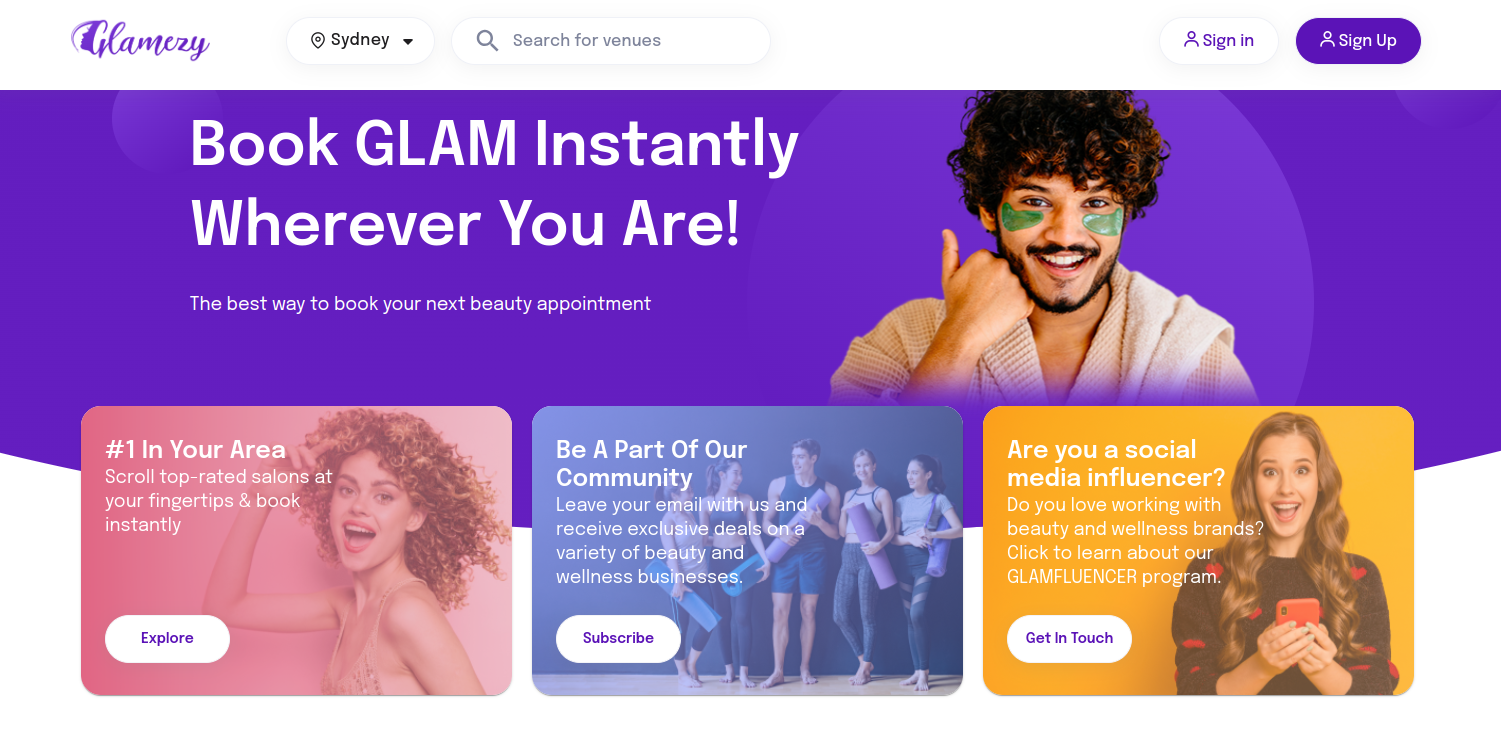 Glamezy
Sydney
Search for venues
Sign in
Sign Up
Book GLAM Instantly
Wherever You Are!
The best way to book your next beauty appointment
#1 In Your Area
Scroll top-rated salons at
your fingertips & book
instantly
Explore
Be A Part Of Our
Community
Leave your email with us and
receive exclusive deals on a
variety of beauty and
wellness businesses.
Subscribe
Are you a social
media influencer?
Do you love working with
beauty and wellness brands?
Click to learn about our
GLAMFLUENCER program.
Get In Touch